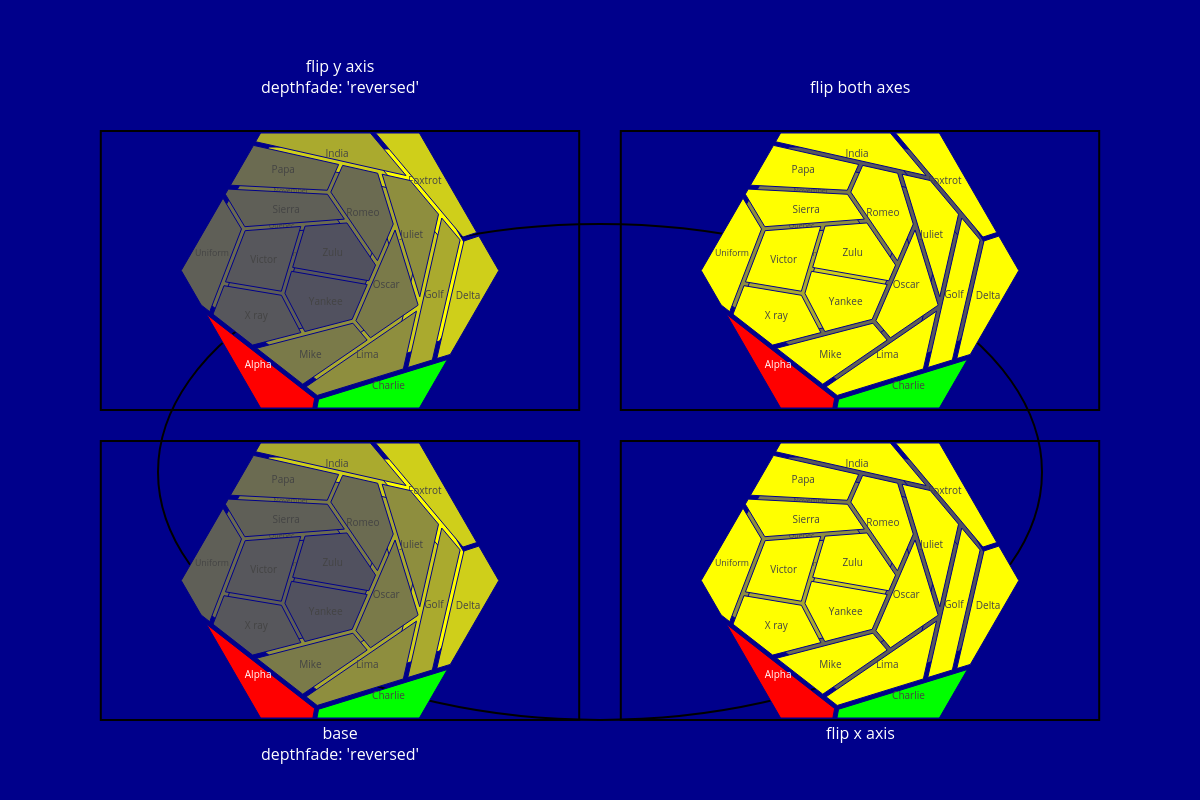 flip y axis
depthfade: 'reversed'
flip both axes
India
Papa
Foxtrot
Sierra
Romeo
Juliet
Uniform
Victor
Zulu
Oscar
Golf
Delta
Yankee
X ray
Mike
Lima
Alpha
Charlie
India
Papa
oxtrot
Sierra
Romeo
Juliet
Uniform
Victor
Zulu
Oscar
Golf
Delta
Yankee
X ray
Mike
Lima
Alpha
Charlie
India
Papa
Foxtrot
Sierra
Romeo
Juliet
Uniform
Victor
Zulu
Oscar
Golf
Delta
Yankee
X ray
Mike
Lima
Alpha
Charlie
India
Papa
oxtrot
Sierra
Romeo
Juliet
Uniform
Victor
Zulu
Oscar
Golf
Delta
Yankee
X ray
Mike
Lima
Alpha
Charlie
base
depthfade: 'reversed'
flip x axis